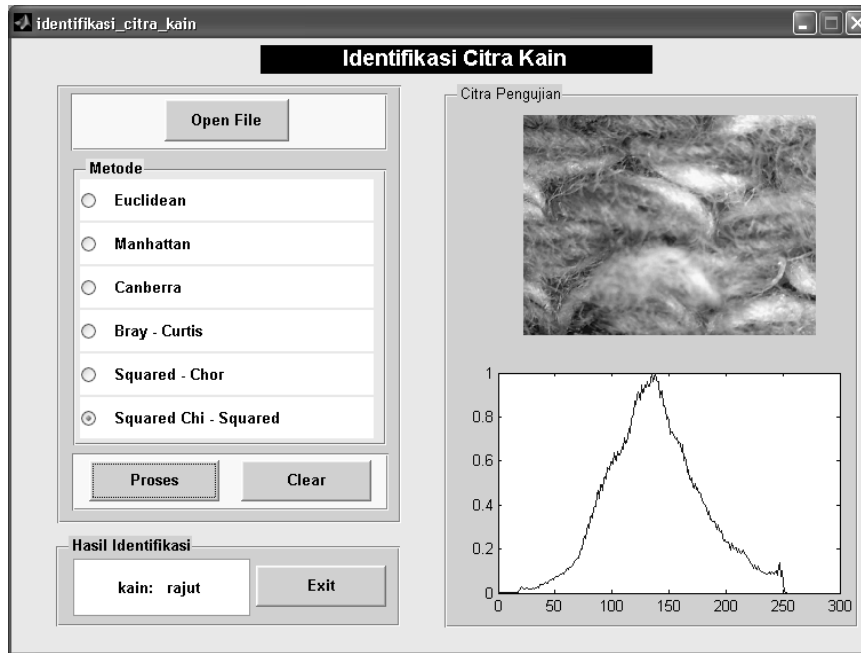 identifikasi_citra_kain
Identifikasi Citra Kain
Open File
Metode
Euclidean
Manhattan
Canberra
Bray - Curtis
Squared - Chor
Squared Chi - Squared
Proses
Clear
Hasil Identifikasi
kain: rajut
Exit
Citra Pengujian
1
0.8
0.6
0.4
0.2
0
0 50 100 150 200 250 300